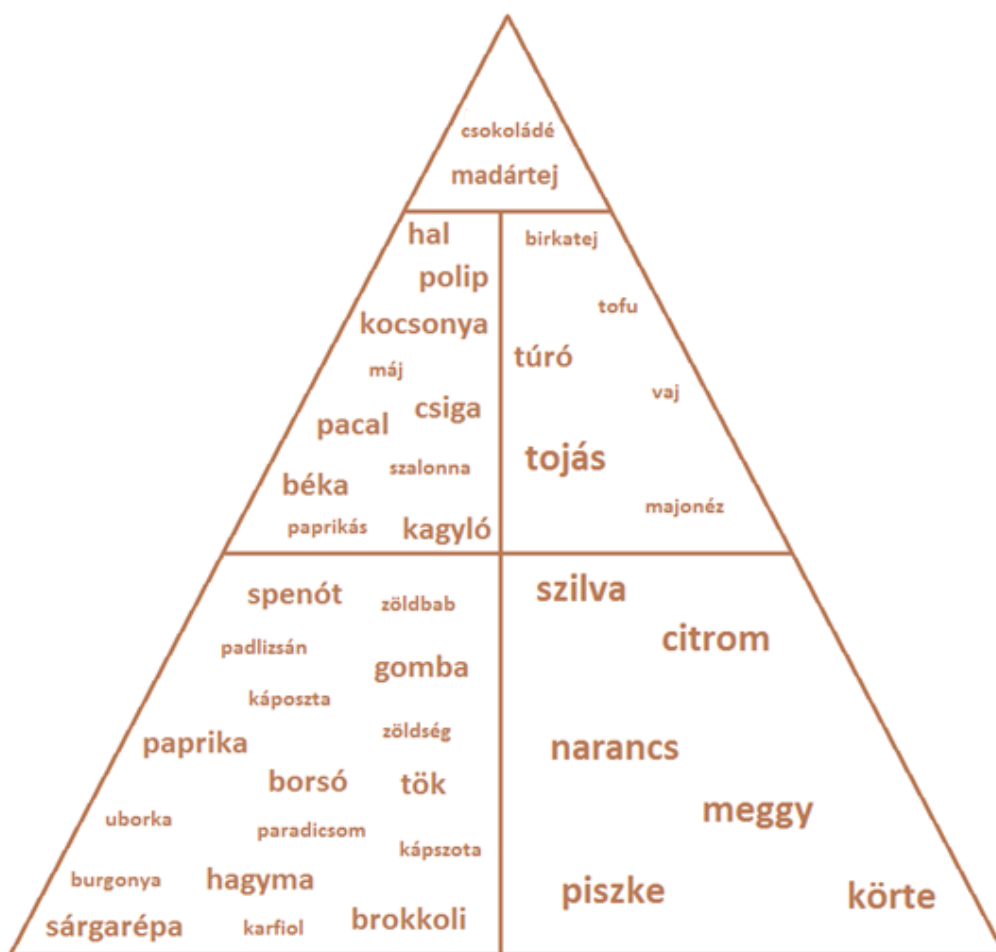 csokoládé
madártej
hal
polip
kocsonya
máj
csiga
pacal
szalonna
béka
paprikás
kagyló
birkatej
tofu
túró
vaj
tojás
majonéz
spenót
zöldbab
padlizsán
gomba
káposzta
zöldség
paprika
borsó
tök
uborka
paradicsom
kápszota
burgonya
hagyma
sárgarépa
karfiol
brokkoli
szilva
citrom
narancs
meggy
piszke
körte